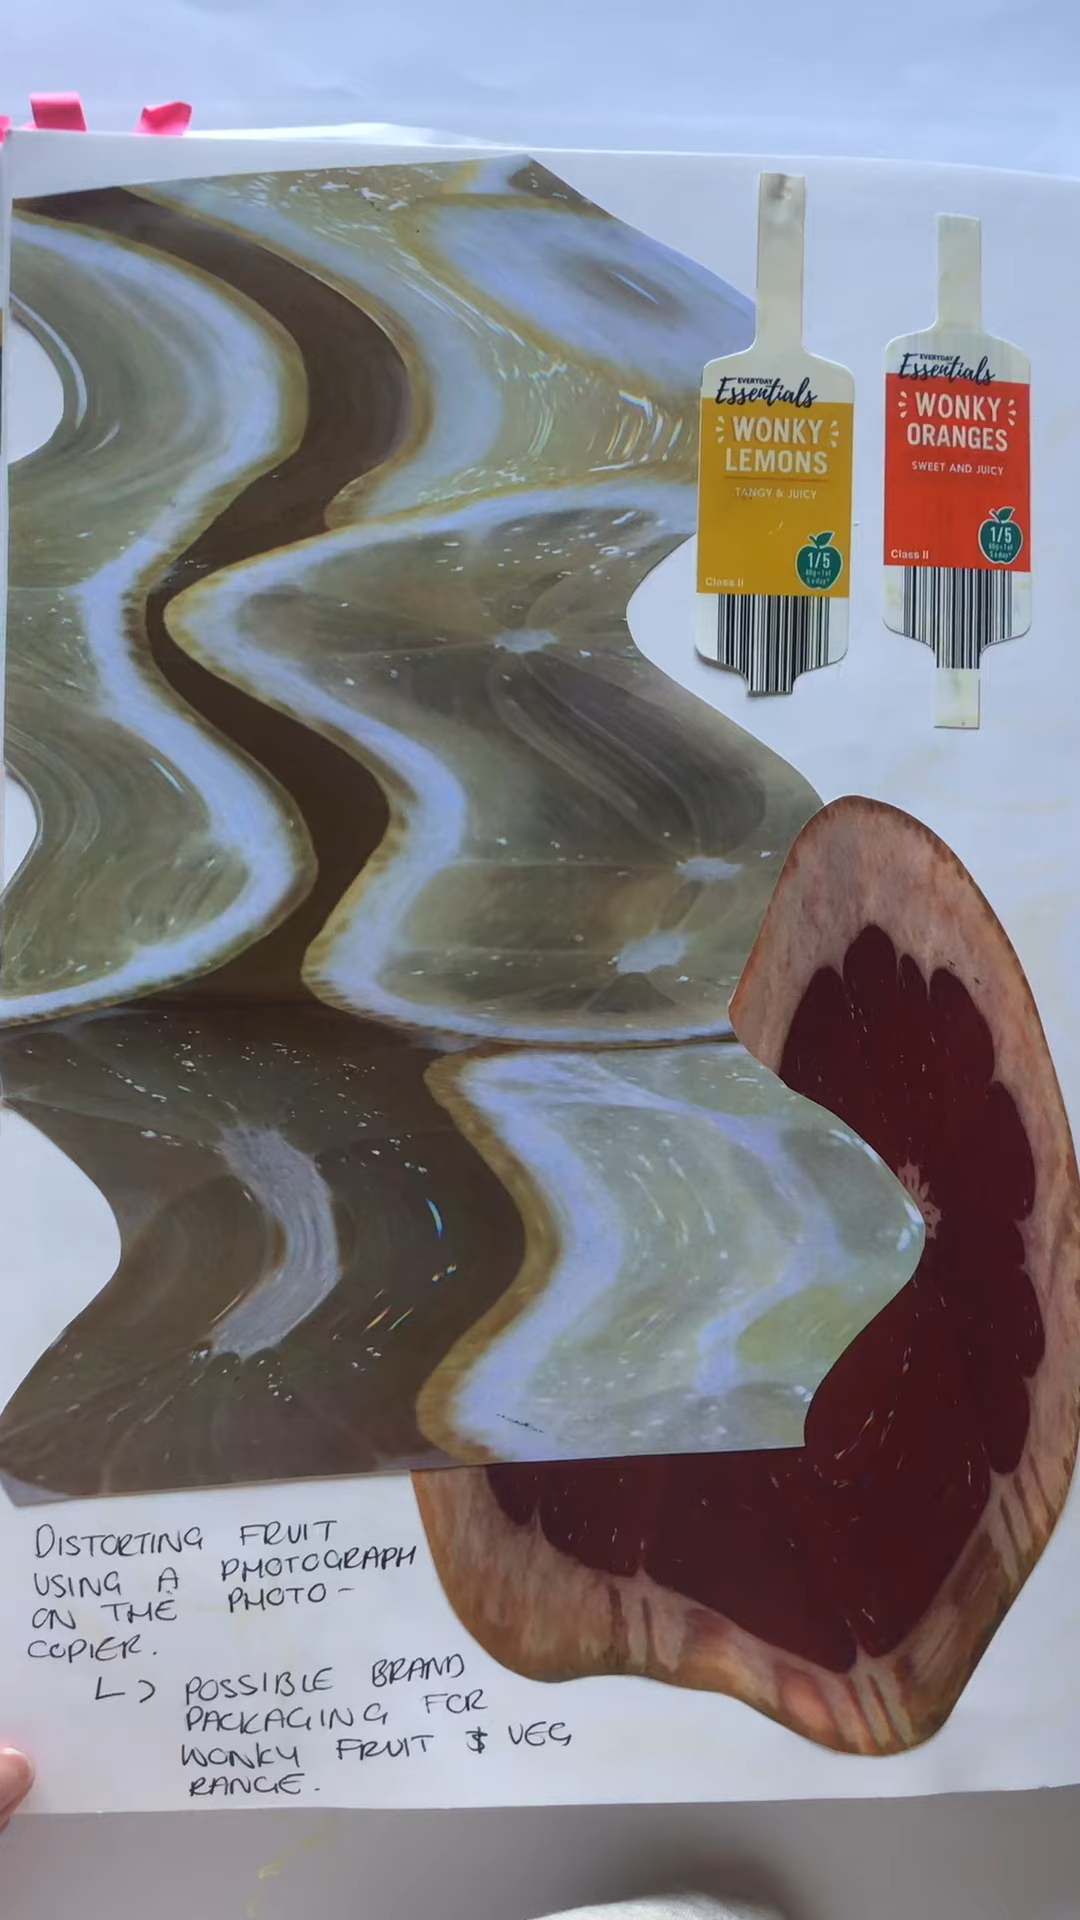 EVERYDAY
Essentials
WONKY
LEMONS
TANGY & JUICY
1/5
Class II
EVERYDAY
Essentials
WONKY
ORANGES
SWEET AND JUICY
1/5
Class II
DISTORTING FRUIT
USING A PHOTOGRAPH
ON THE PHOTO-
COPIER.
↳ POSSIBLE BRAND
PACKAGING FOR
WONKY FRUIT & VEG
RANGE.